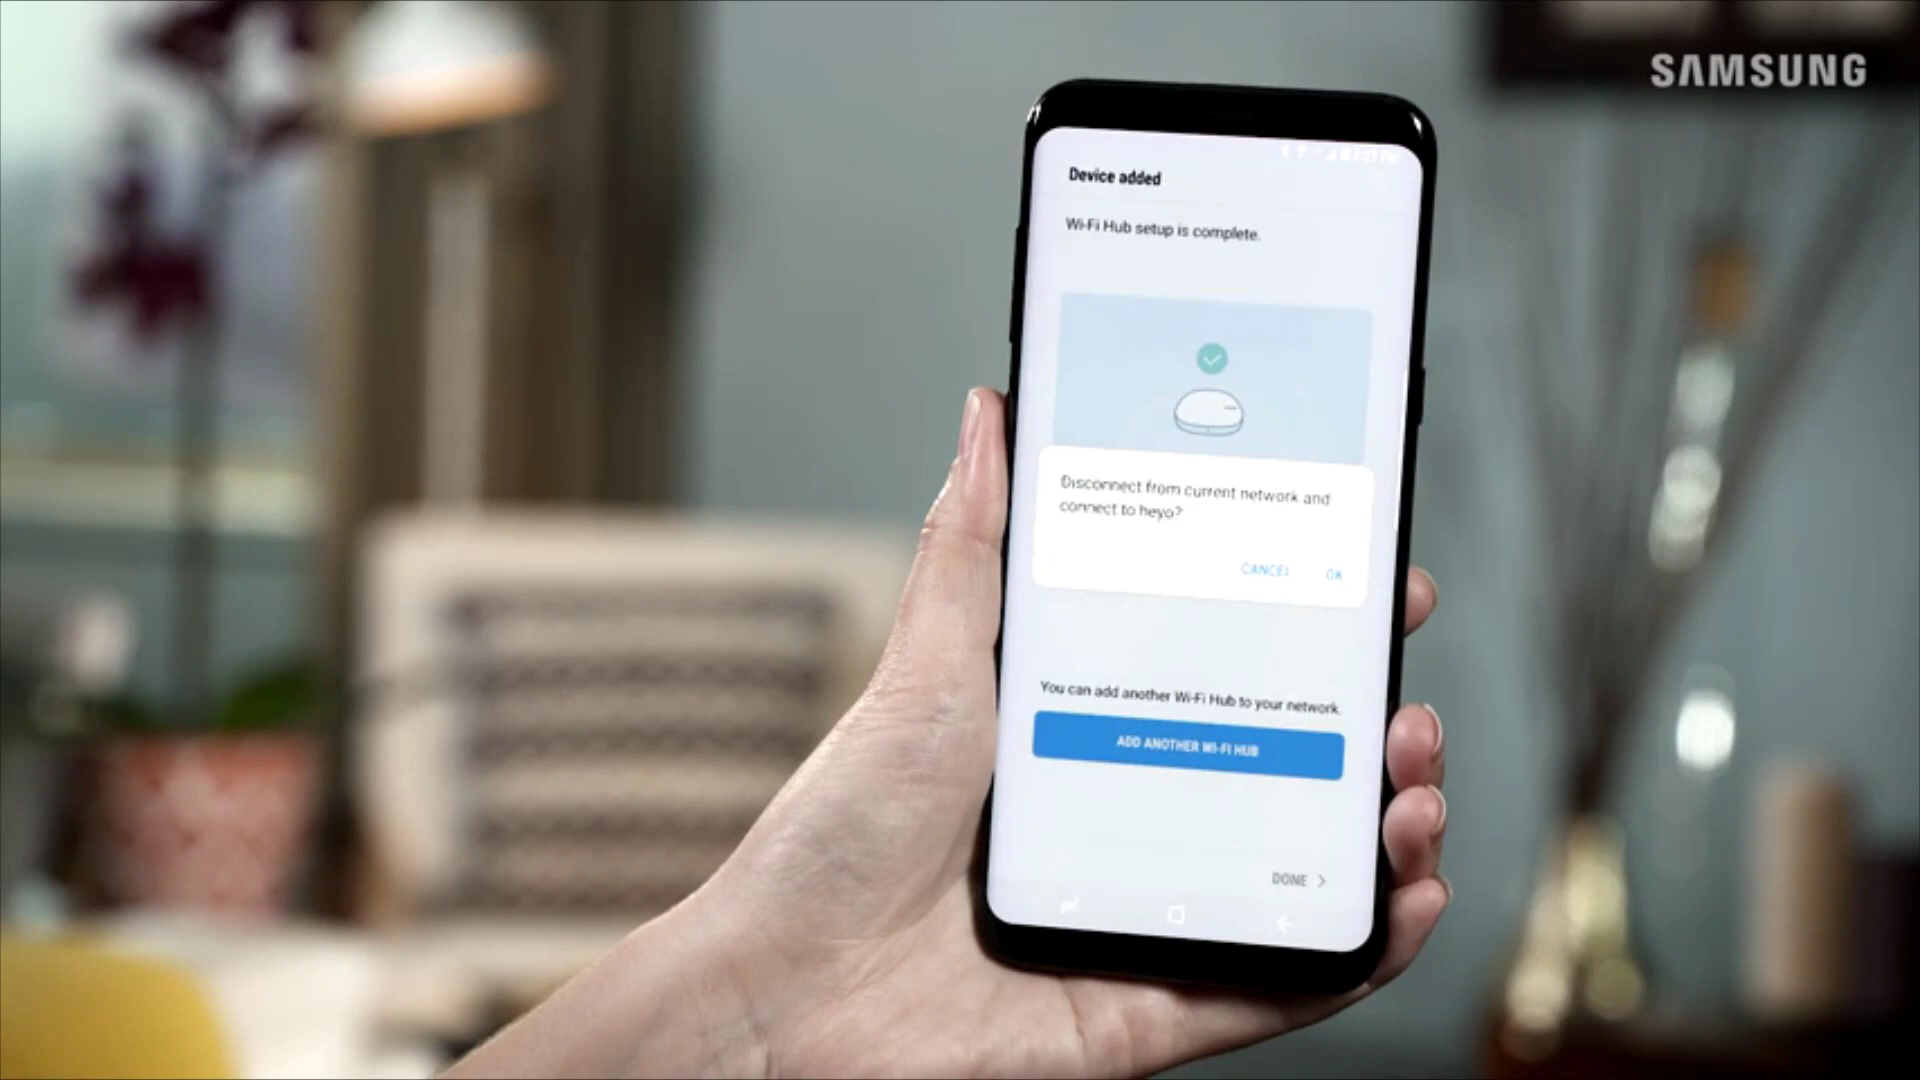 SAMSUNG
Device added
Wi-Fi Hub setup is complete.
Disconnect from current network and
connect to heyo?
CANCEL OK
You can add another Wi-Fi Hub to your network.
ADD ANOTHER WI-FI HUB
DONE